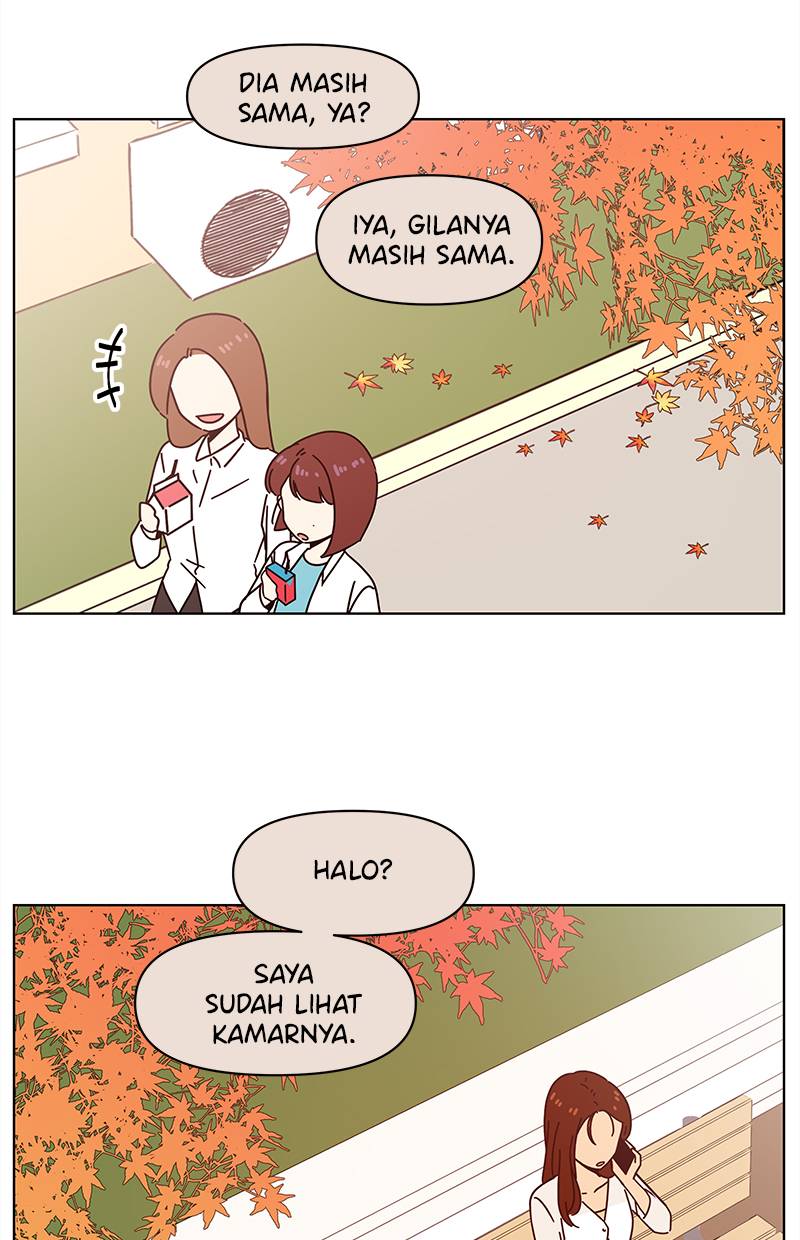 DIA MASIH
SAMA, YA?
IYA, GILANYA
MASIH SAMA.
HALO?
SAYA
SUDAH LIHAT
KAMARNYA.